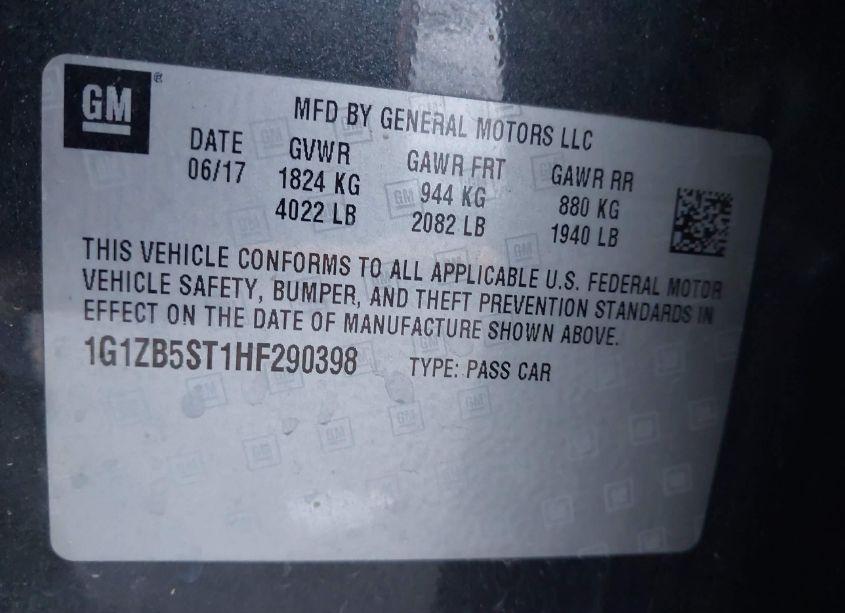 GM ®
MFD BY GENERAL MOTORS LLC
DATE GVWR GAWR FRT GAWR RR
06/17 1824 KG 944 KG 880 KG
4022 LB 2082 LB 1940 LB
THIS VEHICLE CONFORMS TO ALL APPLICABLE U.S. FEDERAL MOTOR
VEHICLE SAFETY, BUMPER, AND THEFT PREVENTION STANDARDS IN
EFFECT ON THE DATE OF MANUFACTURE SHOWN ABOVE.
1G1ZB5ST1HF290398 TYPE: PASS CAR